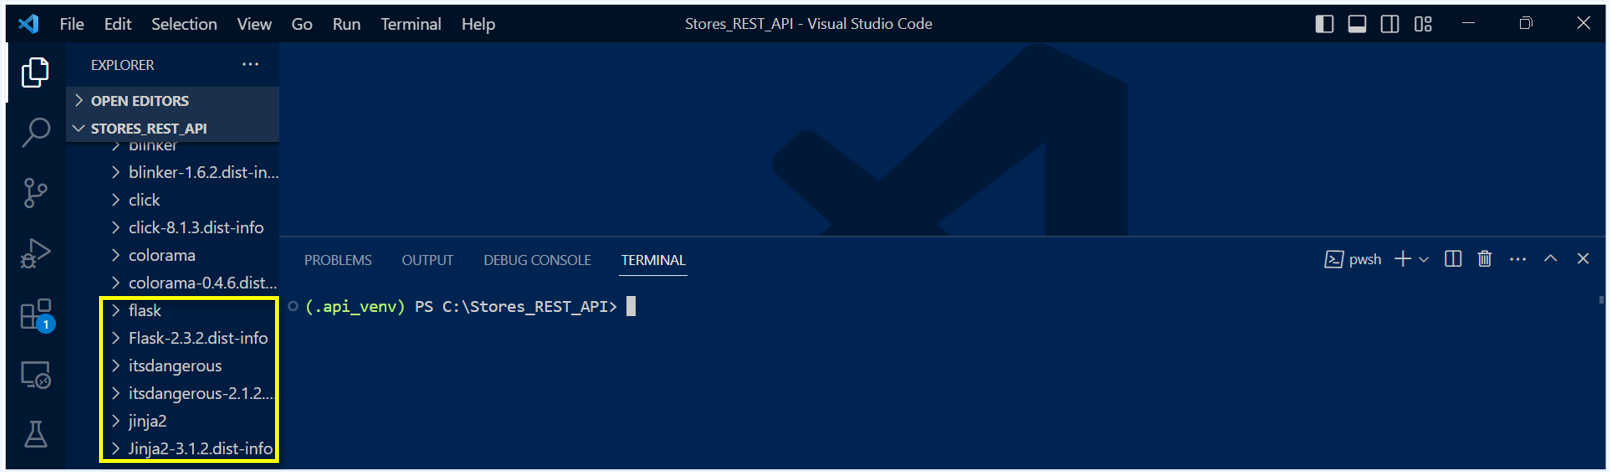 File Edit Selection View Go Run Terminal Help Stores_REST_API - Visual Studio Code
EXPLORER ...
OPEN EDITORS
STORES_REST_API
blinker
blinker-1.6.2.dist-in...
click
click-8.1.3.dist-info
colorama
colorama-0.4.6.dist...
flask
Flask-2.3.2.dist-info
itsdangerous
itsdangerous-2.1.2....
jinja2
Jinja2-3.1.2.dist-info
1
PROBLEMS OUTPUT DEBUG CONSOLE TERMINAL pwsh ...
(.api_venv) PS C:\Stores_REST_API>